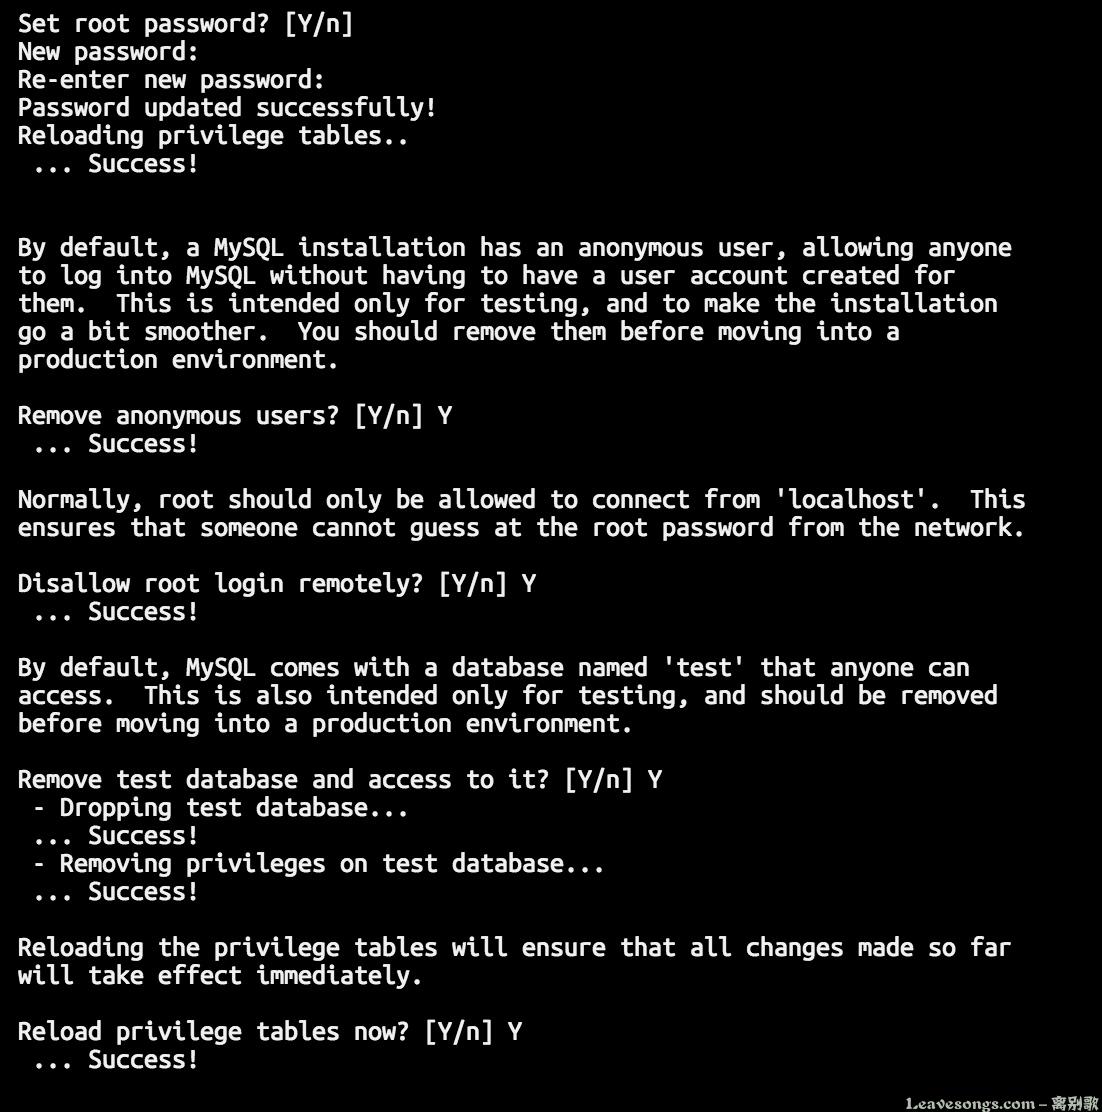 Set root password? [Y/n]
New password:
Re-enter new password:
Password updated successfully!
Reloading privilege tables..
 ... Success!
By default, a MySQL installation has an anonymous user, allowing anyone
to log into MySQL without having to have a user account created for
them.  This is intended only for testing, and to make the installation
go a bit smoother.  You should remove them before moving into a
production environment.
Remove anonymous users? [Y/n] Y
 ... Success!
Normally, root should only be allowed to connect from 'localhost'.  This
ensures that someone cannot guess at the root password from the network.
Disallow root login remotely? [Y/n] Y
 ... Success!
By default, MySQL comes with a database named 'test' that anyone can
access.  This is also intended only for testing, and should be removed
before moving into a production environment.
Remove test database and access to it? [Y/n] Y
 - Dropping test database...
 ... Success!
 - Removing privileges on test database...
 ... Success!
Reloading the privilege tables will ensure that all changes made so far
will take effect immediately.
Reload privilege tables now? [Y/n] Y
 ... Success!
Leavesongs.com – 离别歌